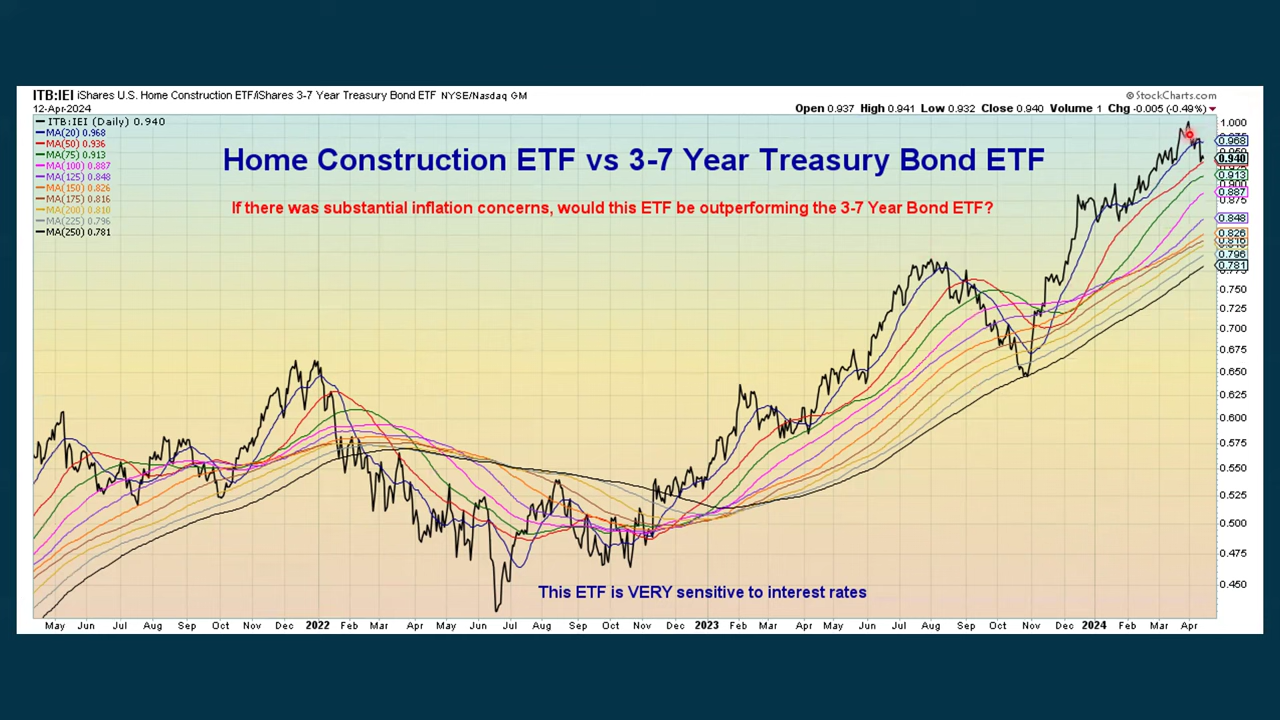 ITB:IEI iShares U.S. Home Construction ETF/iShares 3-7 Year Treasury Bond ETF NYSE/Nasdaq GM
© StockCharts.com
12-Apr-2024
Open 0.937 High 0.941 Low 0.932 Close 0.940 Volume 1 Chg -0.005 (-0.49%)
ITB:IEI (Daily) 0.940
MA(20) 0.968
MA(50) 0.936
MA(75) 0.913
MA(100) 0.887
MA(125) 0.848
MA(150) 0.826
MA(175) 0.816
MA(200) 0.810
MA(225) 0.796
MA(250) 0.781
Home Construction ETF vs 3-7 Year Treasury Bond ETF
If there was substantial inflation concerns, would this ETF be outperforming the 3-7 Year Bond ETF?
1.000
0.968
0.940
0.913
0.900
0.887
0.875
0.848
0.826
0.796
0.781
0.750
0.725
0.700
0.675
0.650
0.625
0.600
0.575
0.550
0.525
0.500
0.475
0.450
This ETF is VERY sensitive to interest rates
May Jun Jul Aug Sep Oct Nov Dec 2022 Feb Mar Apr May Jun Jul Aug Sep Oct Nov Dec 2023 Feb Mar Apr May Jun Jul Aug Sep Oct Nov Dec 2024 Feb Mar Apr